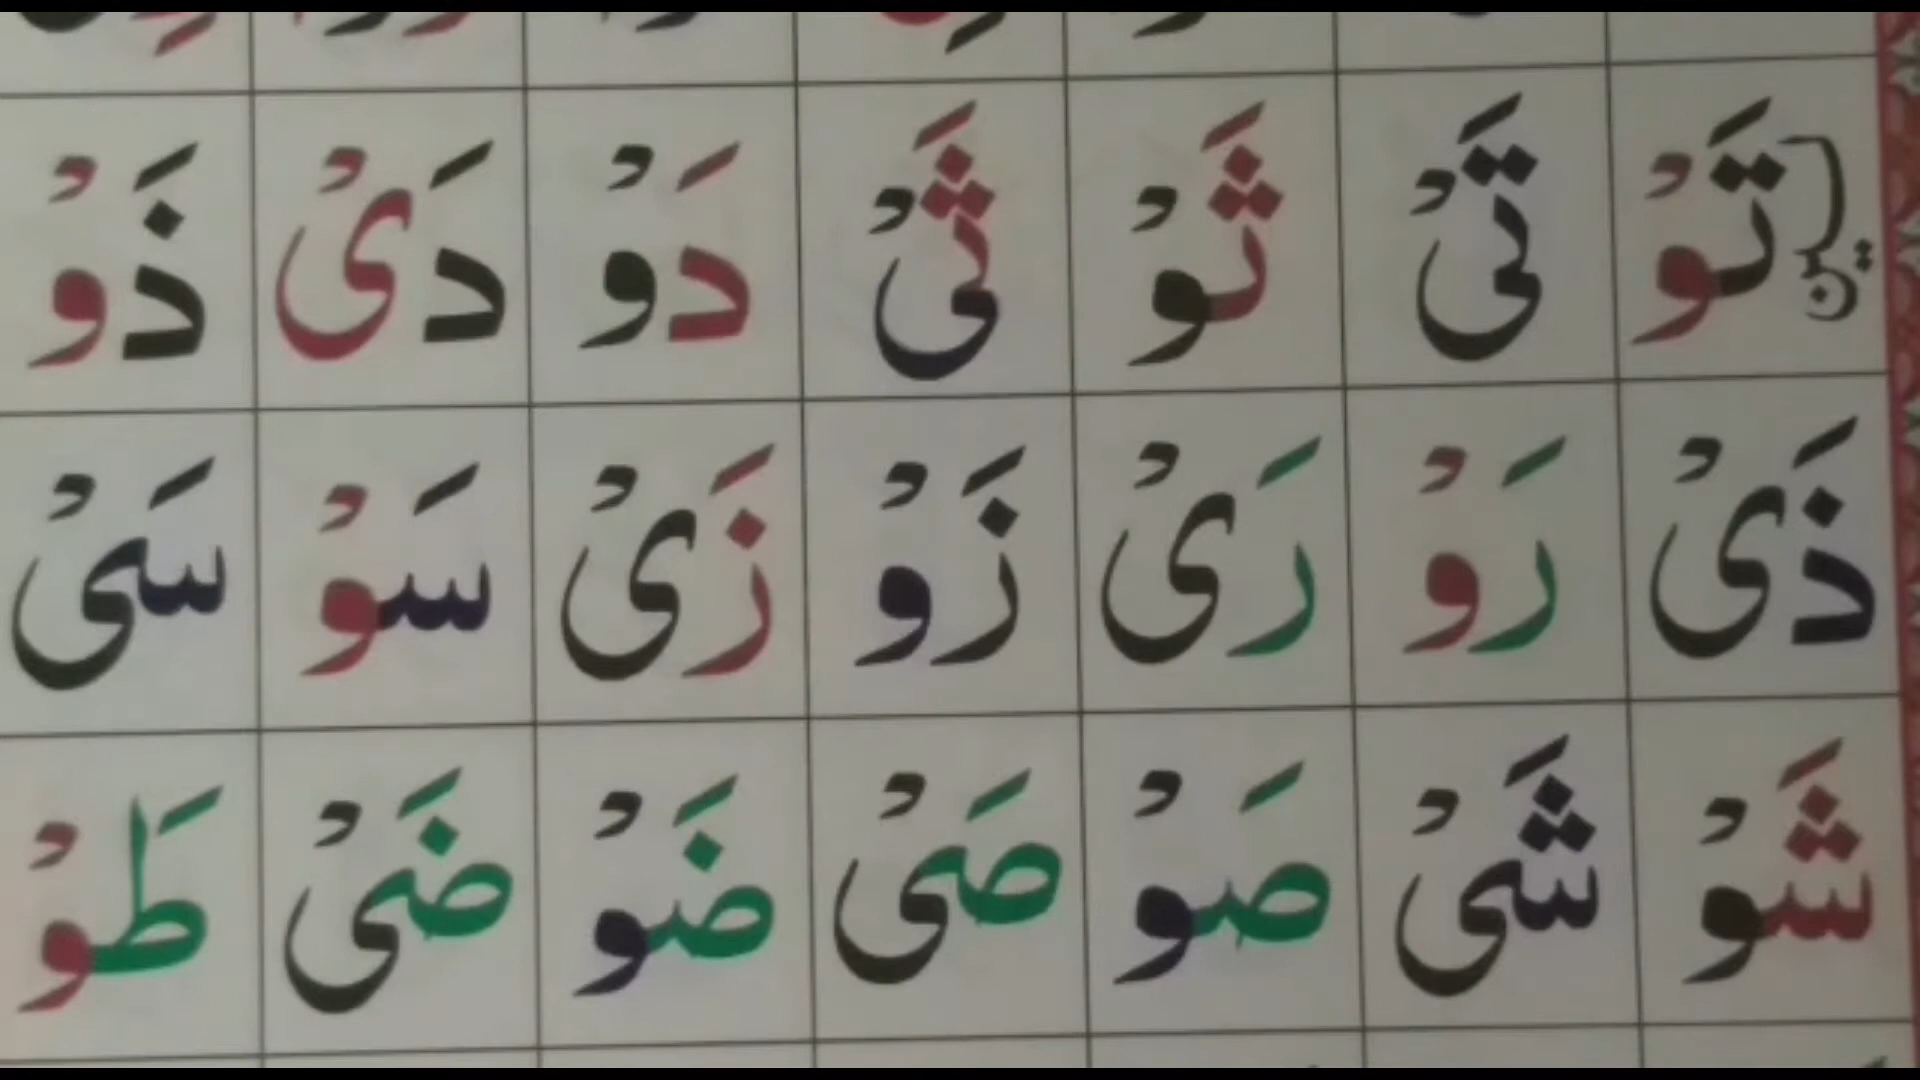 تَوْ تَیْ ثَوْ ثَیْ دَوْ دَیْ ذَوْ
ذَیْ رَوْ رَیْ زَوْ زَیْ سَوْ سَیْ
شَوْ شَیْ صَوْ صَیْ ضَوْ ضَیْ طَوْ